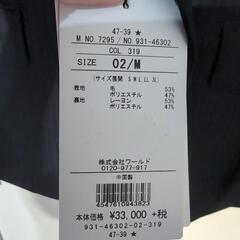 47-39 ★
M.NO.7295 / NO.931-46302
COL. 319
SIZE 02/M
(サイズ展開 S M L LL 3L)
表地 毛 53%
ポリエステル 47%
裏地 レーヨン 53%
ポリエステル 47%
株式会社ワールド
0120-977-917
中国製
4547610943823
47-39 ★
本体価格 ¥33,000 +税
931-46302-02-319